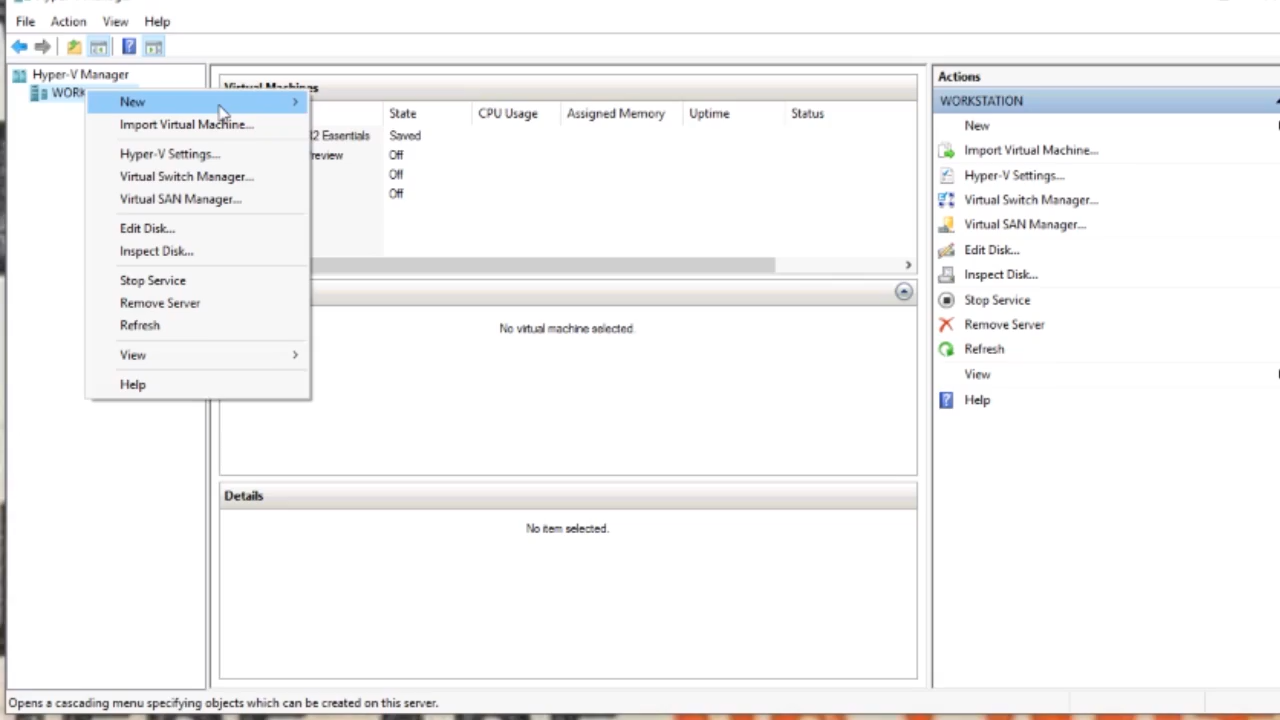 File Action View Help
Hyper-V Manager
WORK
New
Import Virtual Machine...
Hyper-V Settings...
Virtual Switch Manager...
Virtual SAN Manager...
Edit Disk...
Inspect Disk...
Stop Service
Remove Server
Refresh
View
Help
Virtual Machines
State CPU Usage Assigned Memory Uptime Status
Essentials Saved
Off
Off
Off
No virtual machine selected.
Details
No item selected.
Actions
WORKSTATION
New
Import Virtual Machine...
Hyper-V Settings...
Virtual Switch Manager...
Virtual SAN Manager...
Edit Disk...
Inspect Disk...
Stop Service
Remove Server
Refresh
View
Help
Opens a cascading menu specifying objects which can be created on this server.